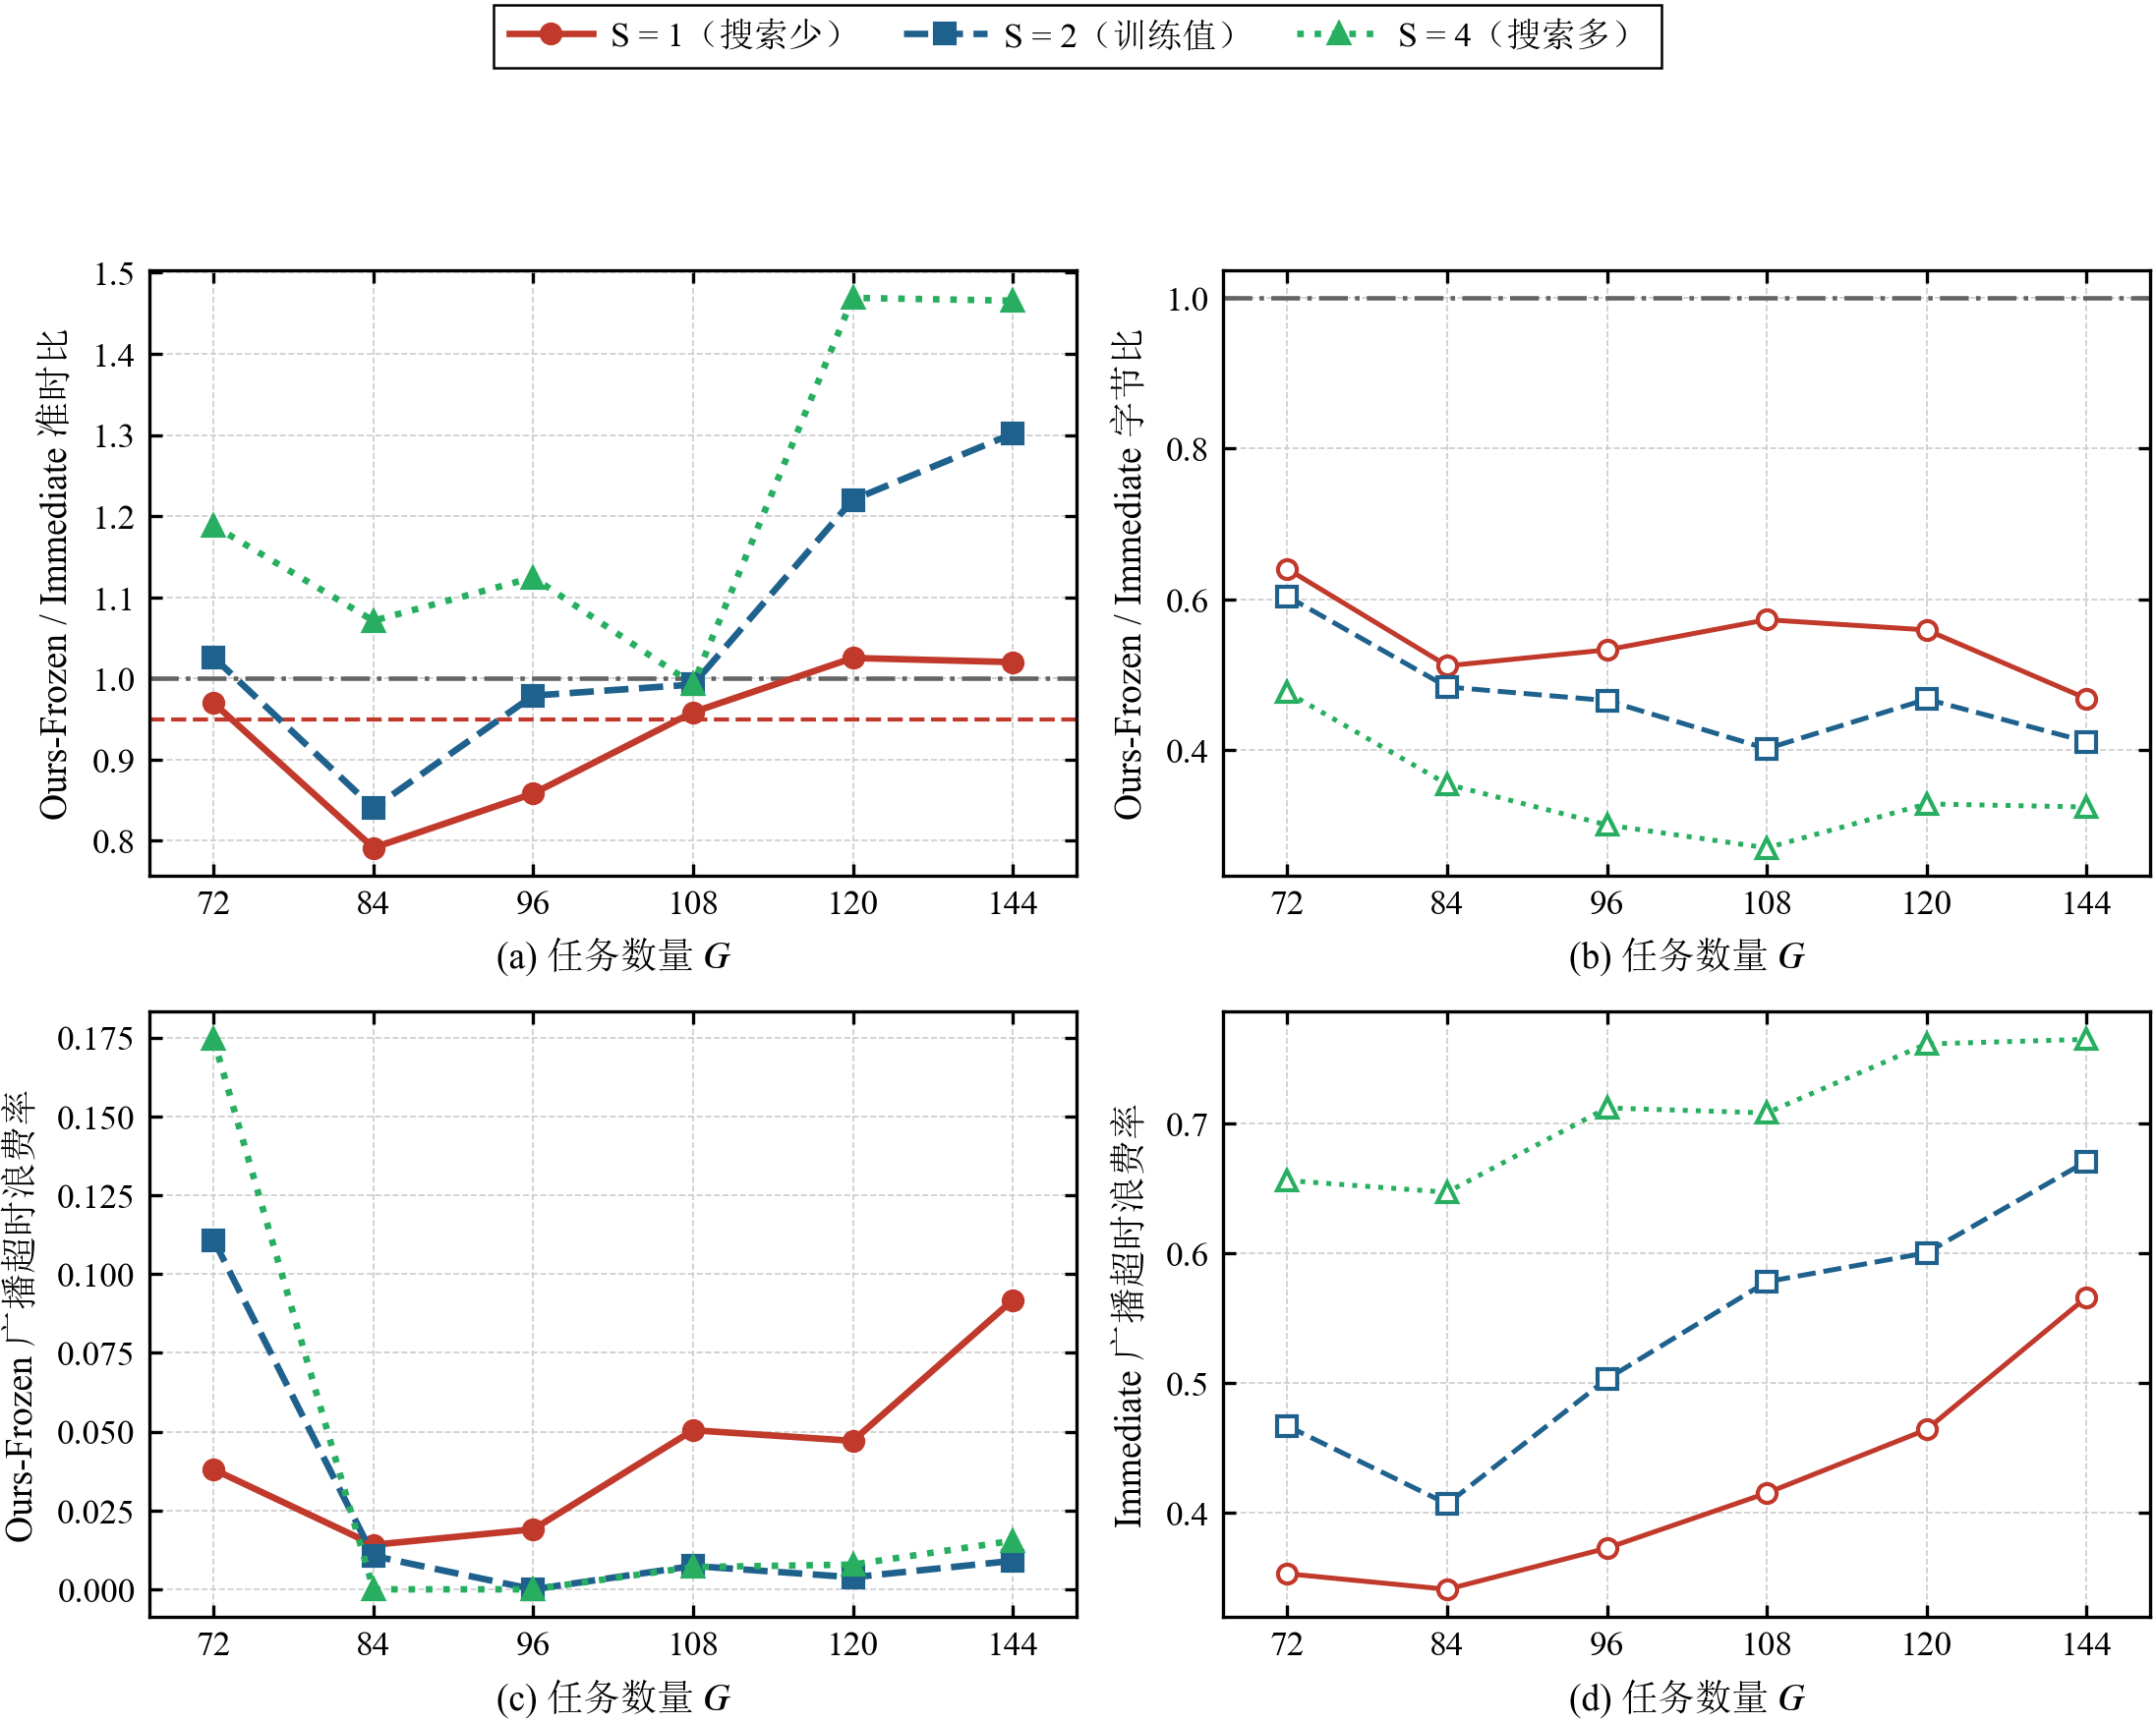 S = 1（搜索少） S = 2（训练值） S = 4（搜索多）
Ours-Frozen / Immediate 准时比
1.5
1.4
1.3
1.2
1.1
1.0
0.9
0.8
72 84 96 108 120 144
(a) 任务数量 G
Ours-Frozen / Immediate 字节比
1.0
0.8
0.6
0.4
72 84 96 108 120 144
(b) 任务数量 G
Ours-Frozen 广播超时浪费率
0.175
0.150
0.125
0.100
0.075
0.050
0.025
0.000
72 84 96 108 120 144
(c) 任务数量 G
Immediate 广播超时浪费率
0.7
0.6
0.5
0.4
72 84 96 108 120 144
(d) 任务数量 G